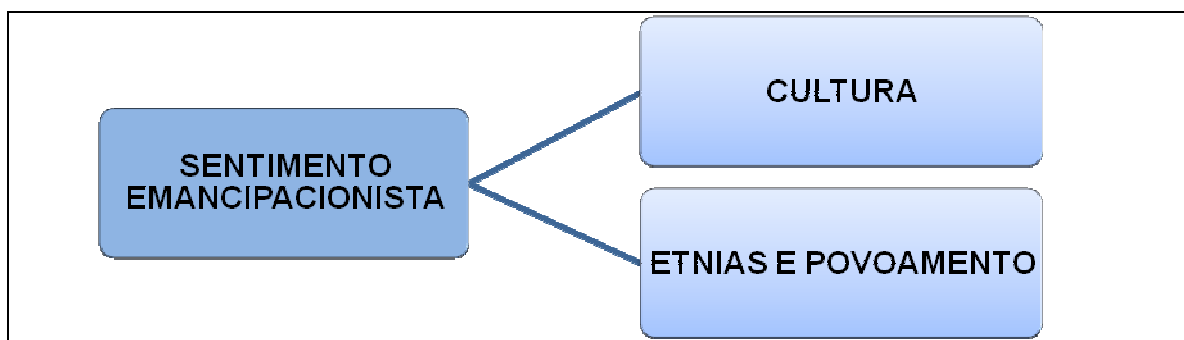 SENTIMENTO
EMANCIPACIONISTA
CULTURA
ETNIAS E POVOAMENTO